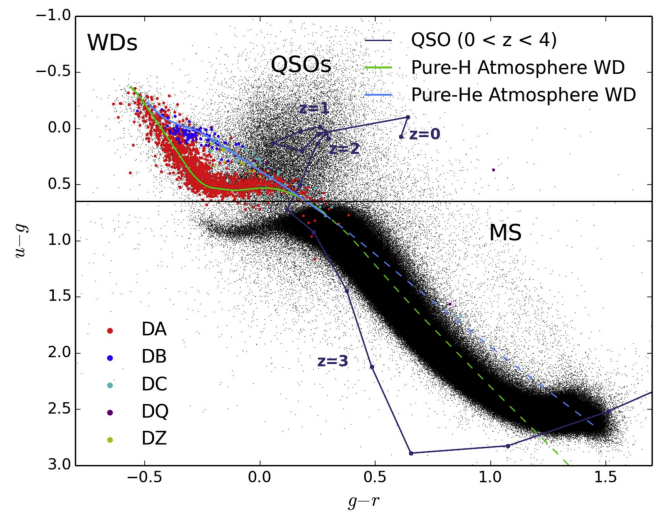 −1.0
WDs
QSO (0 < z < 4)
−0.5
QSOs
Pure-H Atmosphere WD
Pure-He Atmosphere WD
z=1
0.0
z=0
z=2
0.5
u−g
1.0
MS
1.5
DA
2.0
DB
z=3
DC
2.5
DQ
DZ
3.0
−0.5 0.0 0.5 1.0 1.5
g−r